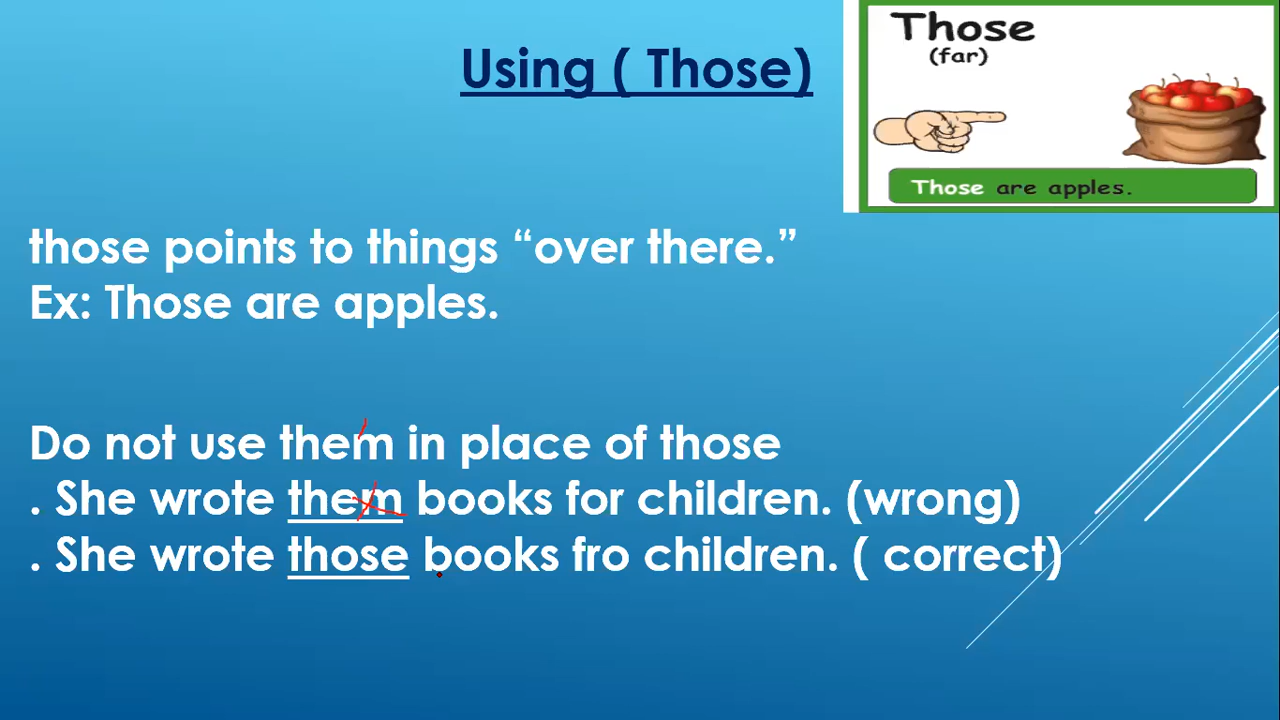 Using ( Those)
Those
(far)
Those are apples.
those points to things “over there.”
Ex: Those are apples.
Do not use them in place of those
. She wrote them books for children. (wrong)
. She wrote those books fro children. ( correct)